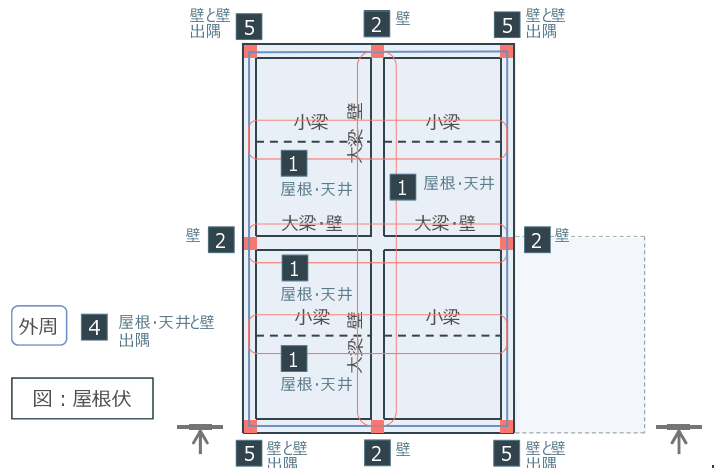 壁と壁
出隅
5
2
壁
5
壁と壁
出隅
小梁
大梁・壁
小梁
1
屋根・天井
1
屋根・天井
大梁・壁
大梁・壁
壁
2
2
壁
1
屋根・天井
小梁
大梁・壁
小梁
外周
4
屋根・天井と壁
出隅
1
屋根・天井
図：屋根伏
5
壁と壁
出隅
2
壁
5
壁と壁
出隅